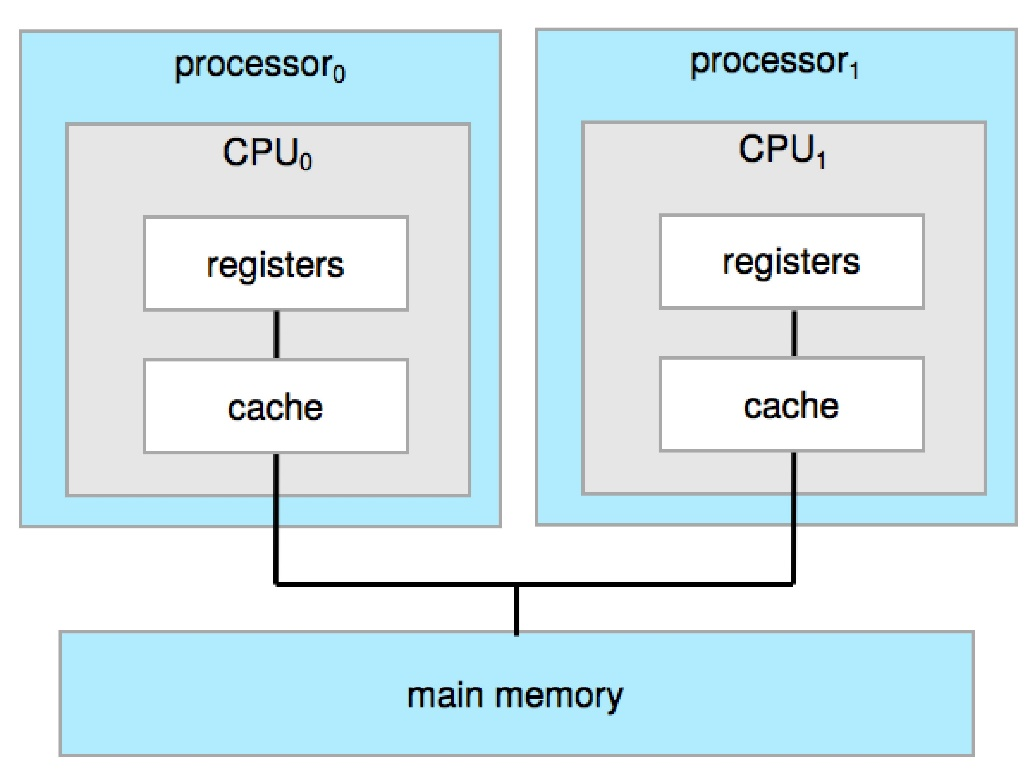 processor₀
CPU₀
registers
cache
processor₁
CPU₁
registers
cache
main memory